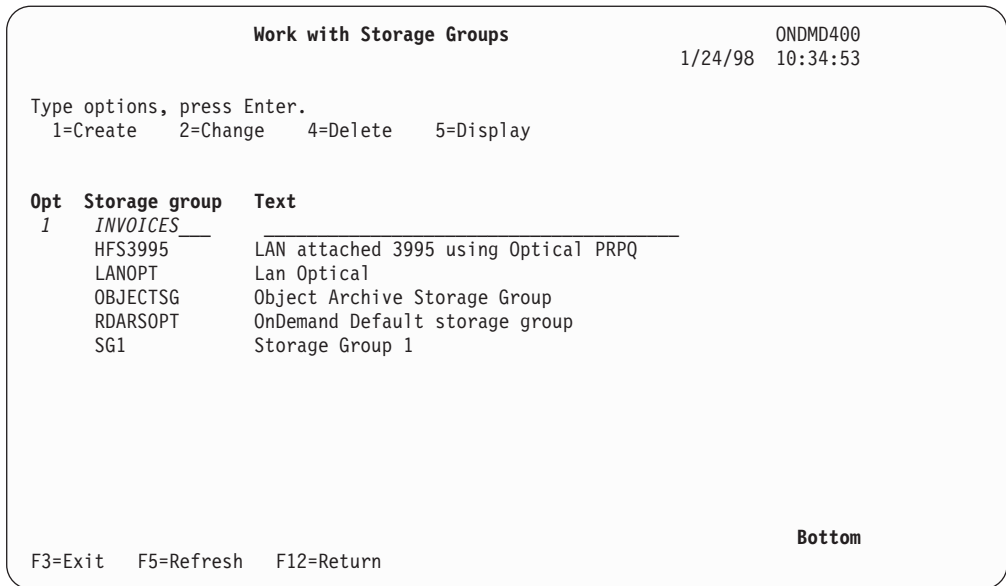 Work with Storage Groups ONDMD400
1/24/98 10:34:53
Type options, press Enter.
1=Create 2=Change 4=Delete 5=Display
Opt Storage group Text
1 INVOICES___ _______________________________________
HFS3995 LAN attached 3995 using Optical PRPQ
LANOPT Lan Optical
OBJECTSG Object Archive Storage Group
RDARSOPT OnDemand Default storage group
SG1 Storage Group 1
Bottom
F3=Exit F5=Refresh F12=Return